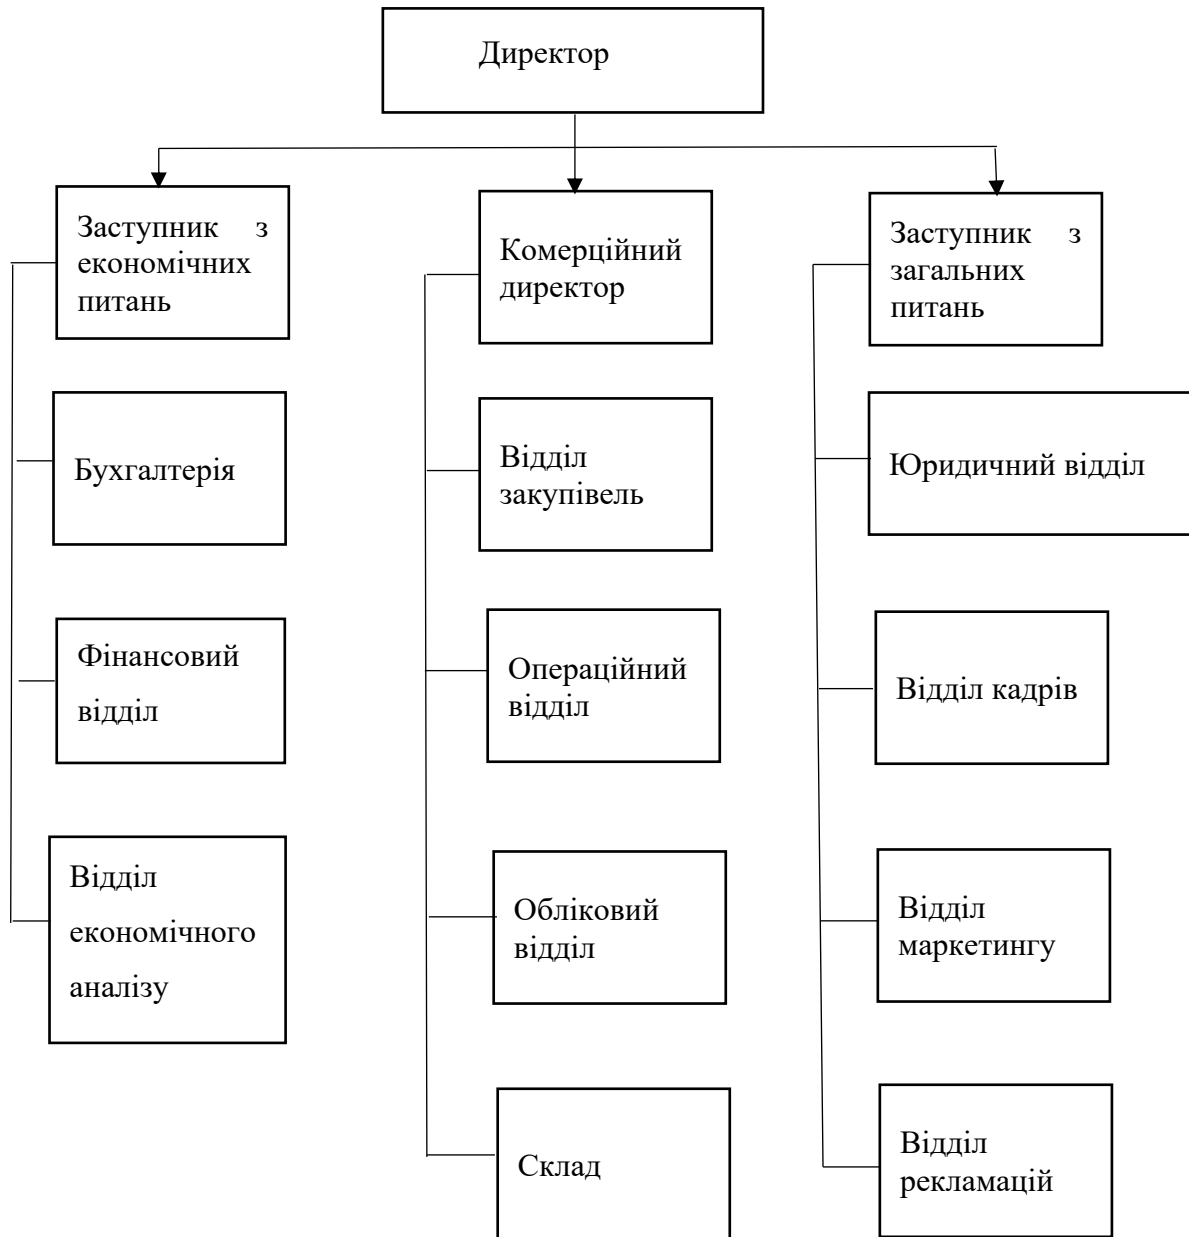 Директор
Заступник з
економічних
питань
Комерційний
директор
Заступник з
загальних
питань
Бухгалтерія
Відділ
закупівель
Юридичний відділ
Фінансовий
відділ
Операційний
відділ
Відділ кадрів
Відділ
економічного
аналізу
Обліковий
відділ
Відділ
маркетингу
Склад
Відділ
рекламацій